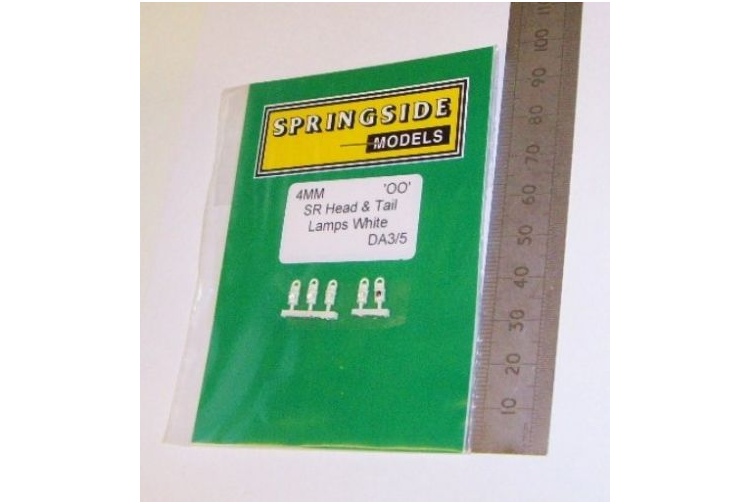 SPRINGSIDE
MODELS
4MM 'OO'
SR Head & Tail
Lamps White
DA3/5
110
100
90
80
70
60
50
40
30
20
10